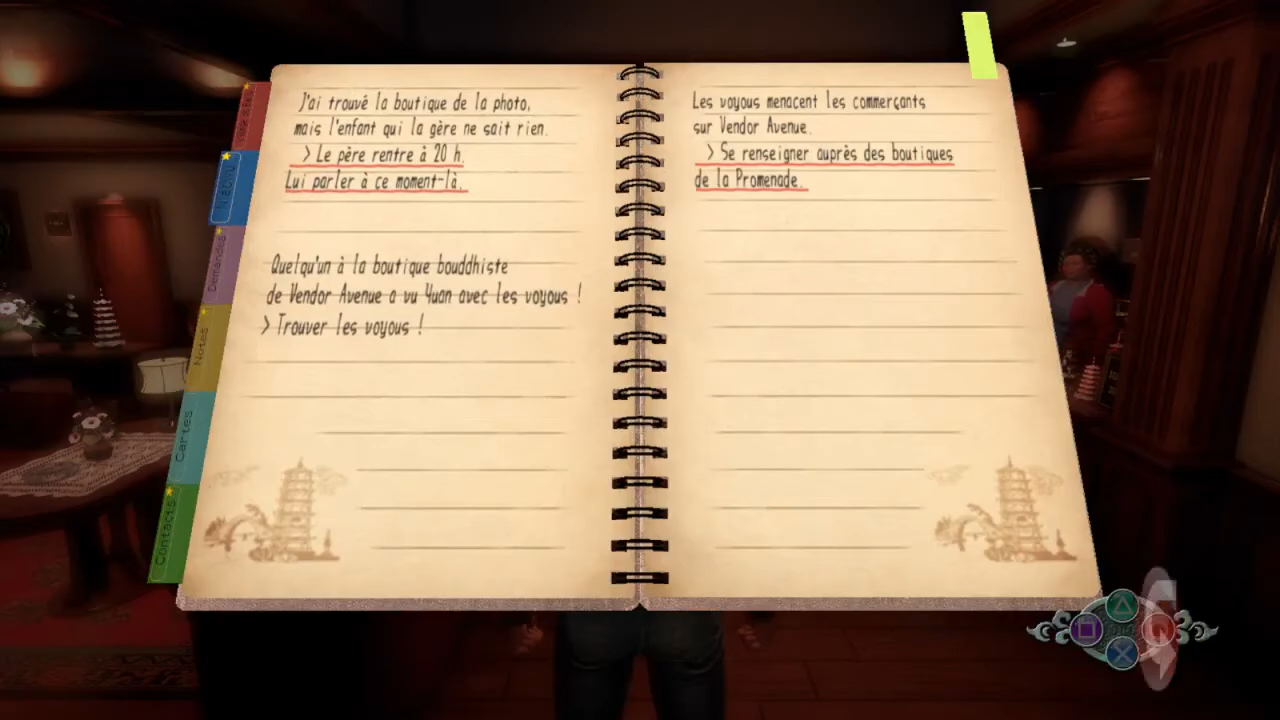 J'ai trouvé la boutique de la photo,
mais l'enfant qui la gère ne sait rien.
> Le père rentre à 20 h.
Lui parler à ce moment-là.
Quelqu'un à la boutique bouddhiste
de Vendor Avenue a vu Yuan avec les voyous !
> Trouver les voyous !
Les voyous menacent les commerçants
sur Vendor Avenue.
> Se renseigner auprès des boutiques
de la Promenade.
Demandes
Notes
Cartes
Contacts